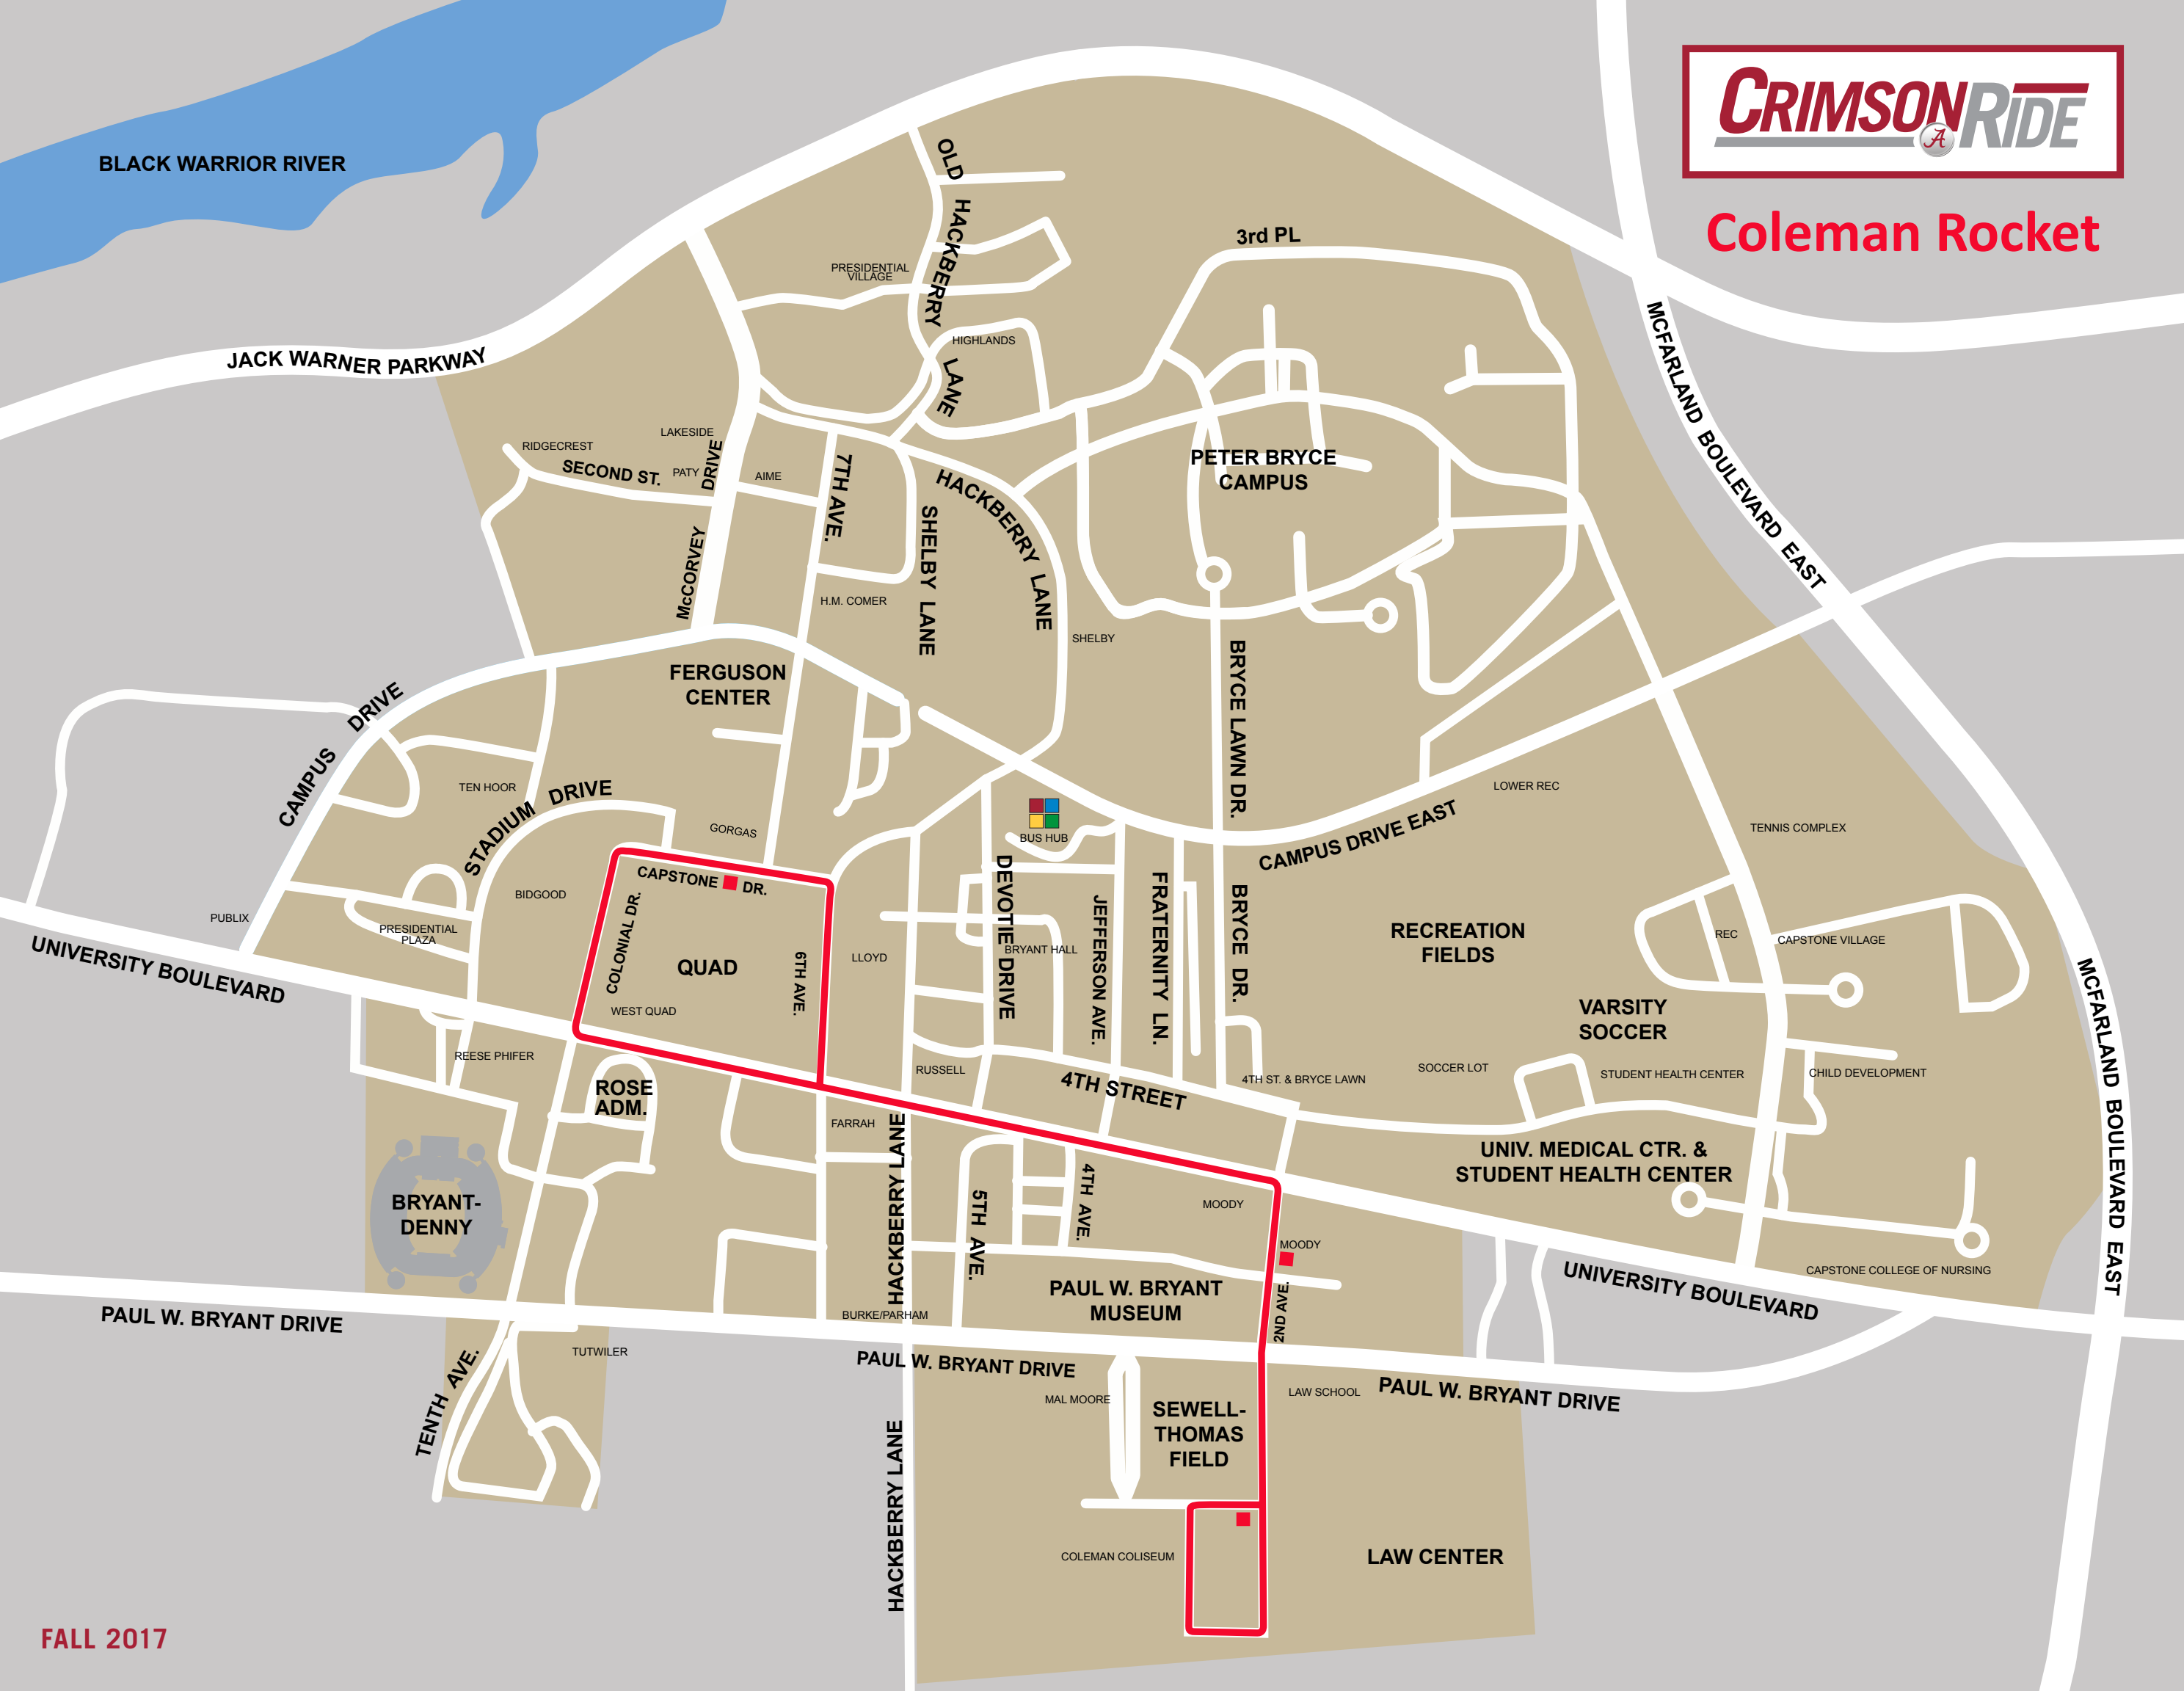 CRIMSONRIDE
A
Coleman Rocket
BLACK WARRIOR RIVER
OLD HACKBERRY LANE
3rd PL
PRESIDENTIAL
VILLAGE
HIGHLANDS
JACK WARNER PARKWAY
MCFARLAND BOULEVARD EAST
LAKESIDE
RIDGECREST
SECOND ST.
PATY
McCORVEY DRIVE
AIME
7TH AVE.
HACKBERRY LANE
PETER BRYCE
CAMPUS
SHELBY LANE
H.M. COMER
SHELBY
BRYCE LAWN DR.
FERGUSON
CENTER
CAMPUS DRIVE
TEN HOOR
STADIUM DRIVE
LOWER REC
GORGAS
BUS HUB
CAMPUS DRIVE EAST
TENNIS COMPLEX
CAPSTONE DR.
BIDGOOD
COLONIAL DR.
DEVOTIE DRIVE
JEFFERSON AVE.
FRATERNITY LN.
BRYCE DR.
PUBLIX
PRESIDENTIAL
PLAZA
RECREATION
FIELDS
REC
CAPSTONE VILLAGE
UNIVERSITY BOULEVARD
QUAD
6TH AVE.
LLOYD
BRYANT HALL
WEST QUAD
VARSITY
SOCCER
MCFARLAND BOULEVARD EAST
REESE PHIFER
RUSSELL
4TH STREET
4TH ST. & BRYCE LAWN
SOCCER LOT
STUDENT HEALTH CENTER
CHILD DEVELOPMENT
ROSE
ADM.
FARRAH
HACKBERRY LANE
UNIV. MEDICAL CTR. &
STUDENT HEALTH CENTER
BRYANT-
DENNY
5TH AVE.
4TH AVE.
MOODY
MOODY
CAPSTONE COLLEGE OF NURSING
UNIVERSITY BOULEVARD
PAUL W. BRYANT
MUSEUM
2ND AVE.
PAUL W. BRYANT DRIVE
BURKE/PARHAM
TUTWILER
PAUL W. BRYANT DRIVE
PAUL W. BRYANT DRIVE
TENTH AVE.
MAL MOORE
LAW SCHOOL
SEWELL-
THOMAS
FIELD
HACKBERRY LANE
COLEMAN COLISEUM
LAW CENTER
FALL 2017